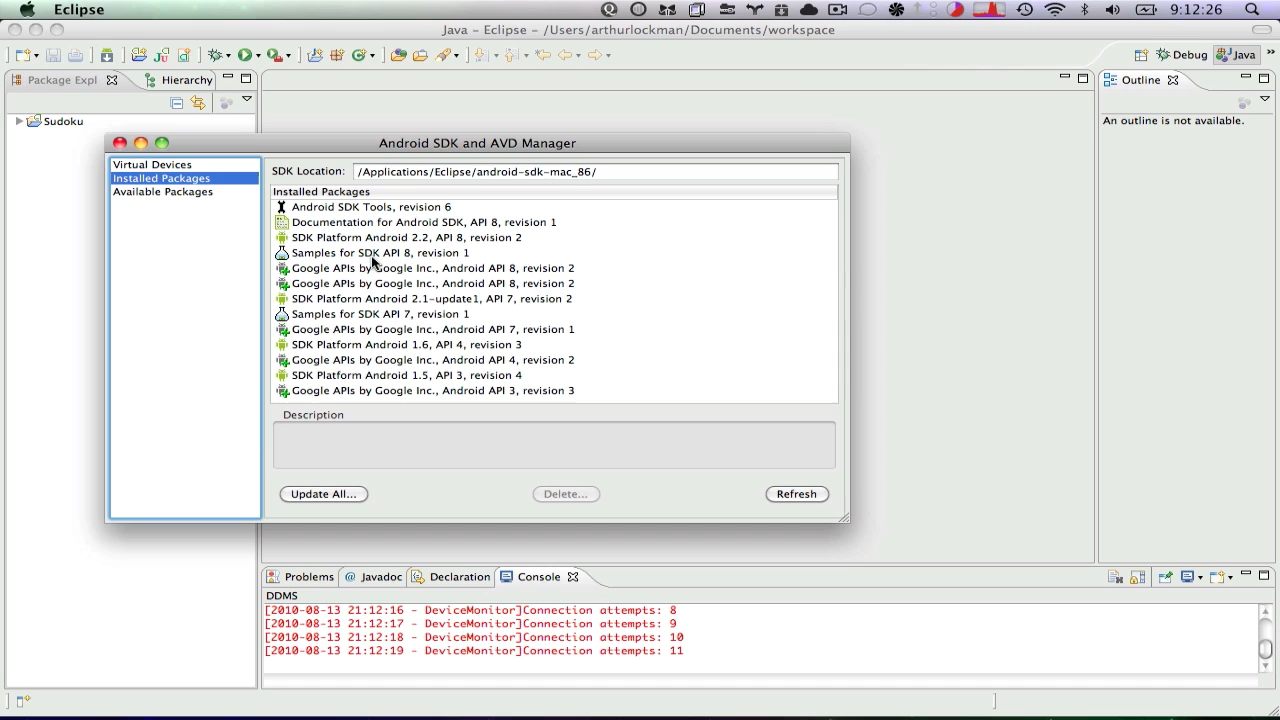 Eclipse
9:12:26
Java - Eclipse - /Users/arthurlockman/Documents/workspace
Debug
Java
Package Expl
Hierarchy
Outline
Sudoku
An outline is not available.
Android SDK and AVD Manager
Virtual Devices
Installed Packages
Available Packages
SDK Location: /Applications/Eclipse/android-sdk-mac_86/
Installed Packages
Android SDK Tools, revision 6
Documentation for Android SDK, API 8, revision 1
SDK Platform Android 2.2, API 8, revision 2
Samples for SDK API 8, revision 1
Google APIs by Google Inc., Android API 8, revision 2
Google APIs by Google Inc., Android API 8, revision 2
SDK Platform Android 2.1-update1, API 7, revision 2
Samples for SDK API 7, revision 1
Google APIs by Google Inc., Android API 7, revision 1
SDK Platform Android 1.6, API 4, revision 3
Google APIs by Google Inc., Android API 4, revision 2
SDK Platform Android 1.5, API 3, revision 4
Google APIs by Google Inc., Android API 3, revision 3
Description
Update All...
Delete...
Refresh
Problems
@ Javadoc
Declaration
Console
DDMS
[2010-08-13 21:12:16 - DeviceMonitor]Connection attempts: 8
[2010-08-13 21:12:17 - DeviceMonitor]Connection attempts: 9
[2010-08-13 21:12:18 - DeviceMonitor]Connection attempts: 10
[2010-08-13 21:12:19 - DeviceMonitor]Connection attempts: 11